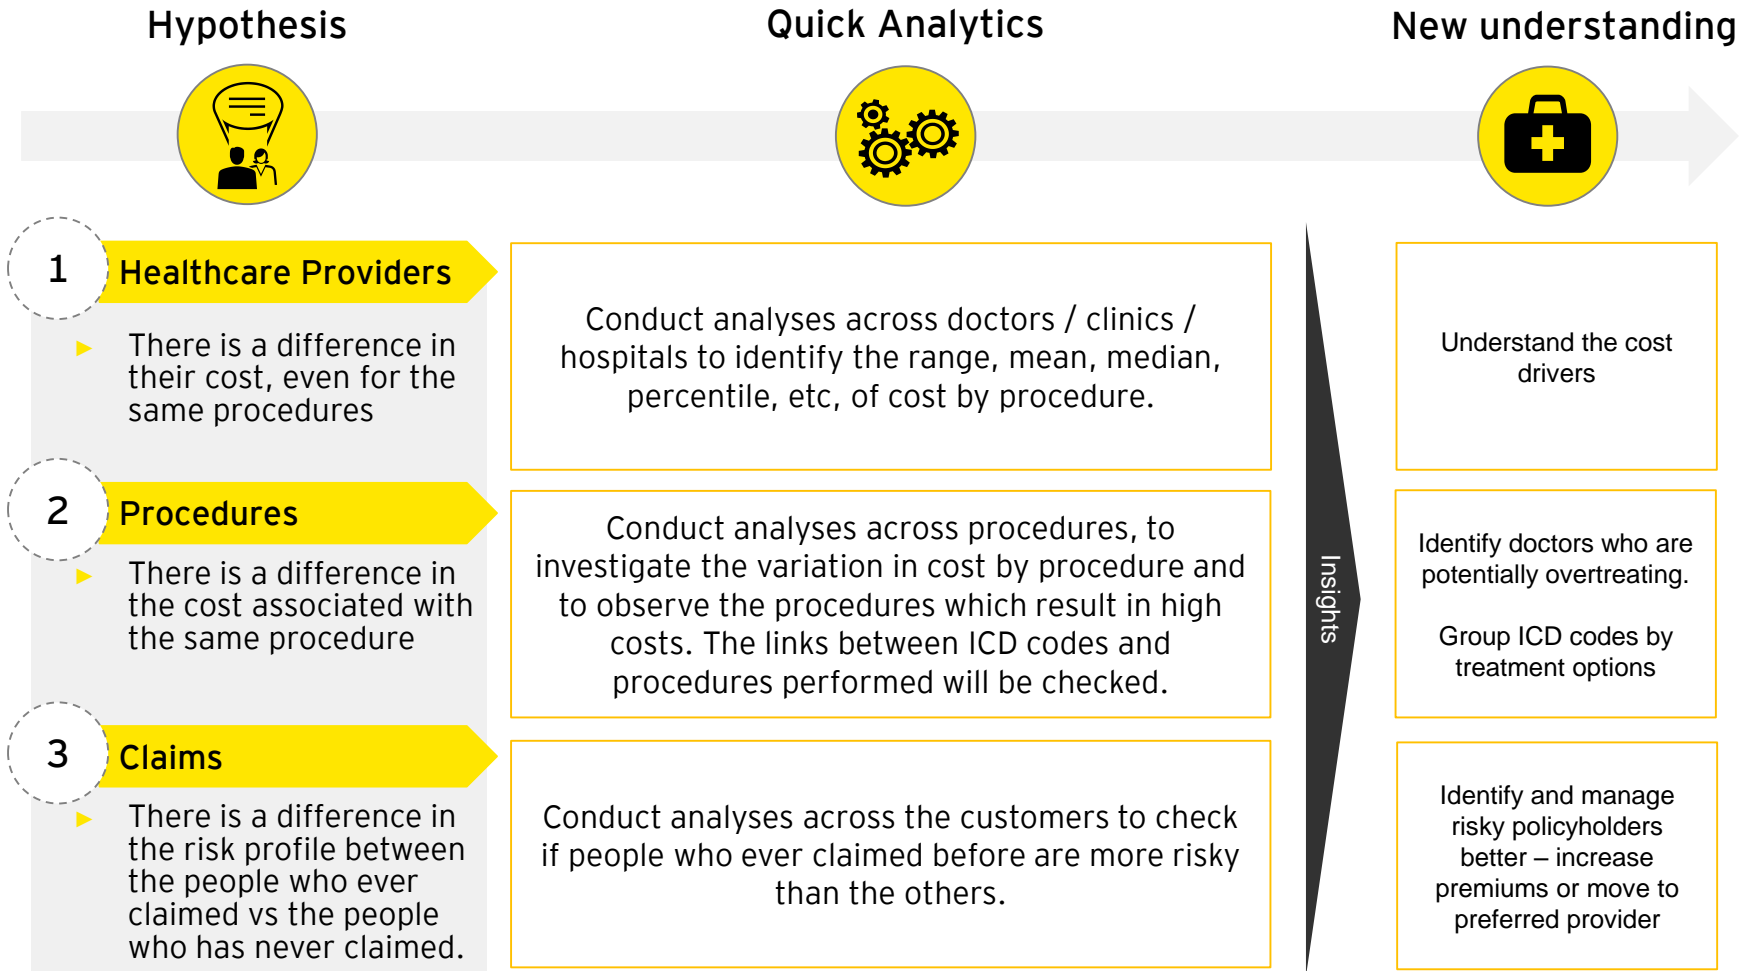 Hypothesis
Quick Analytics
New understanding
1
Healthcare Providers
There is a difference in
their cost, even for the
same procedures
Conduct analyses across doctors / clinics /
hospitals to identify the range, mean, median,
percentile, etc, of cost by procedure.
Understand the cost
drivers
2
Procedures
There is a difference in
the cost associated with
the same procedure
Conduct analyses across procedures, to
investigate the variation in cost by procedure and
to observe the procedures which result in high
costs. The links between ICD codes and
procedures performed will be checked.
Insights
Identify doctors who are
potentially overtreating.
Group ICD codes by
treatment options
3
Claims
There is a difference in
the risk profile between
the people who ever
claimed vs the people
who has never claimed.
Conduct analyses across the customers to check
if people who ever claimed before are more risky
than the others.
Identify and manage
risky policyholders
better – increase
premiums or move to
preferred provider